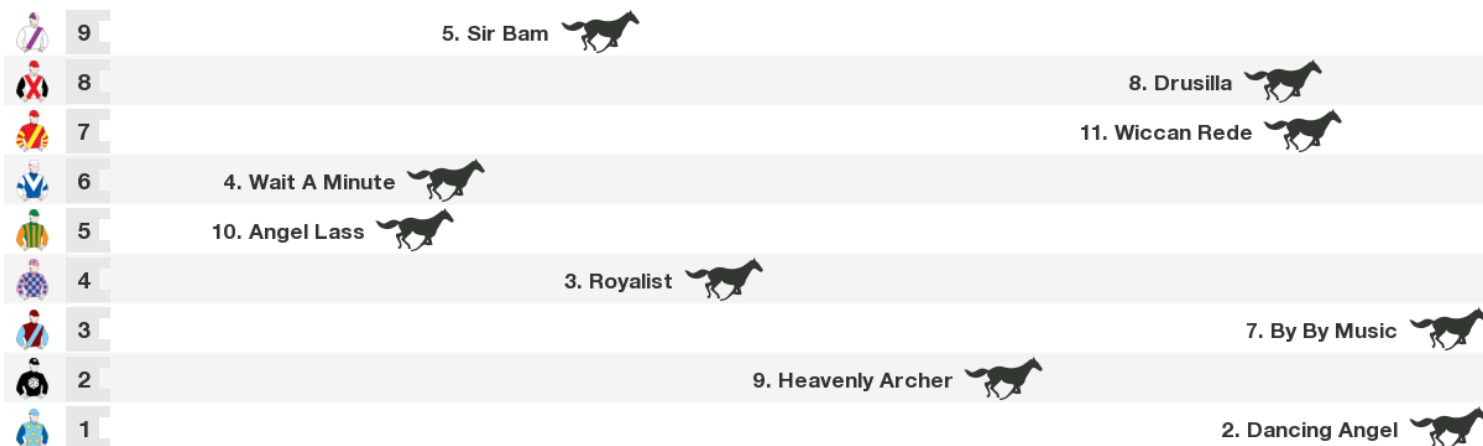 9 5. Sir Bam
8 8. Drusilla
7 11. Wiccan Rede
6 4. Wait A Minute
5 10. Angel Lass
4 3. Royalist
3 7. By By Music
2 9. Heavenly Archer
1 2. Dancing Angel